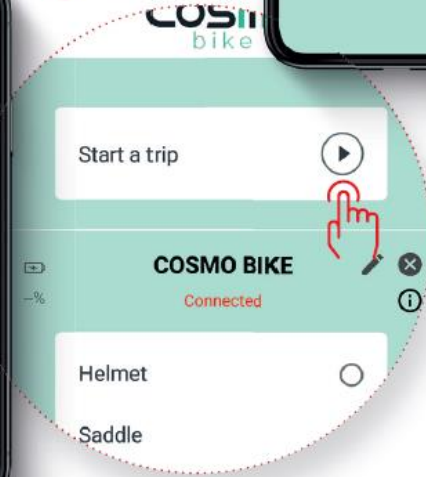 bike
Start a trip
COSMO BIKE
--%
Connected
Helmet
Saddle